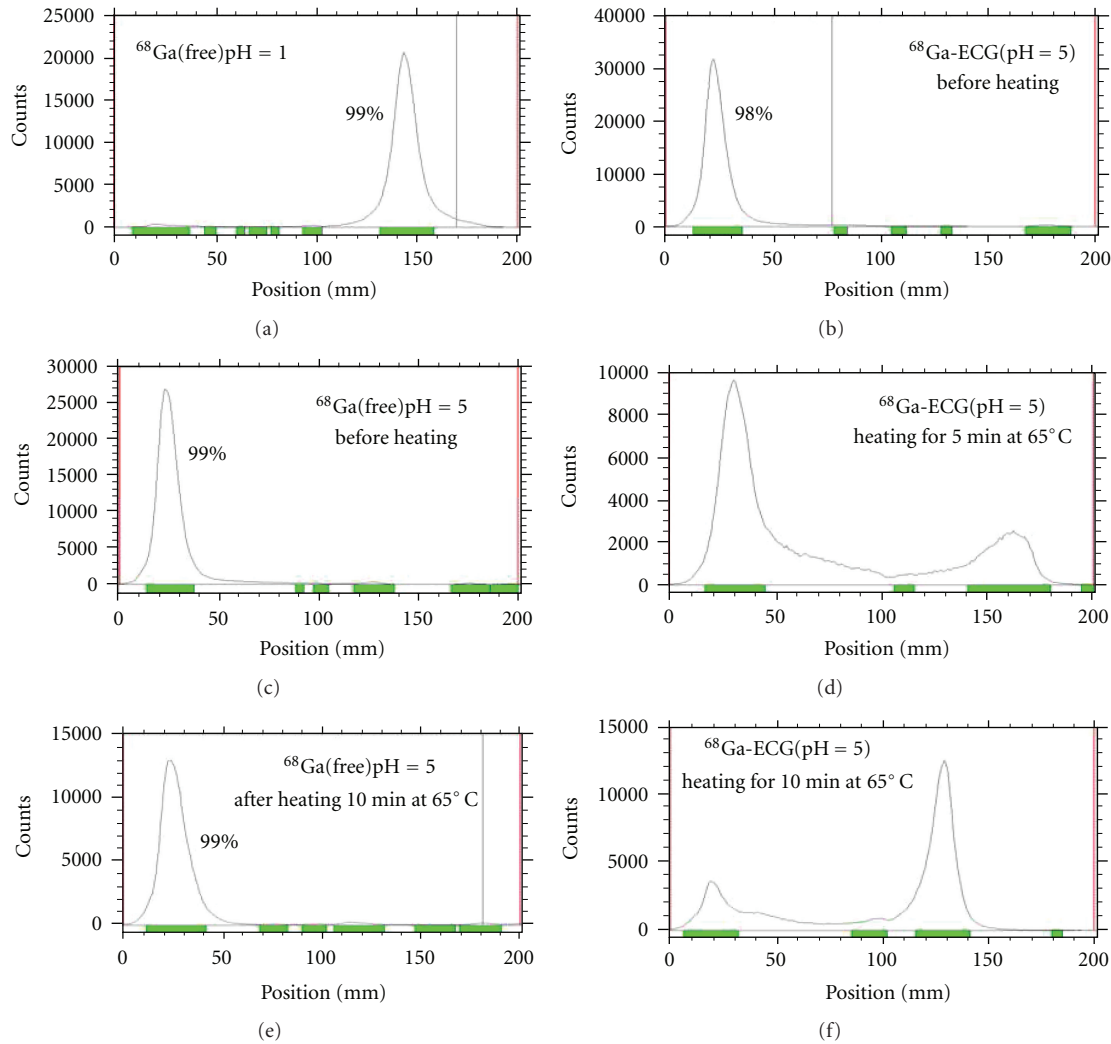 25000
20000
15000
10000
5000
0
Counts
⁶⁸Ga(free)pH = 1
99%
0 50 100 150 200
Position (mm)
(a)
40000
30000
20000
10000
0
Counts
⁶⁸Ga-ECG(pH = 5)
before heating
98%
0 50 100 150 200
Position (mm)
(b)
30000
25000
20000
15000
10000
5000
0
Counts
⁶⁸Ga(free)pH = 5
before heating
99%
0 50 100 150 200
Position (mm)
(c)
10000
8000
6000
4000
2000
0
Counts
⁶⁸Ga-ECG(pH = 5)
heating for 5 min at 65°C
0 50 100 150 200
Position (mm)
(d)
15000
10000
5000
0
Counts
⁶⁸Ga(free)pH = 5
after heating 10 min at 65°C
99%
0 50 100 150 200
Position (mm)
(e)
15000
10000
5000
0
Counts
⁶⁸Ga-ECG(pH = 5)
heating for 10 min at 65°C
0 50 100 150 200
Position (mm)
(f)